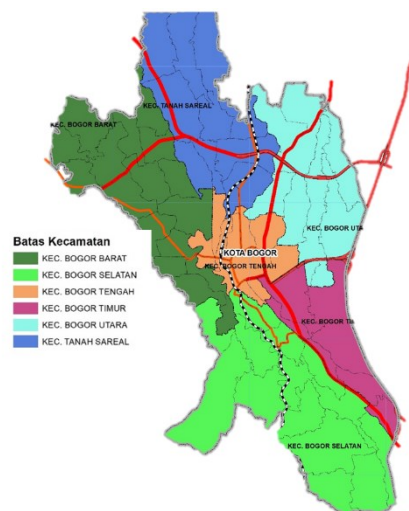 KEC. TANAH SAREAL
KEC. BOGOR BARAT
KEC. BOGOR UTA
KOTA BOGOR
KEC. BOGOR TENGAH
KEC. BOGOR TI
KEC. BOGOR SELATAN
Batas Kecamatan
KEC. BOGOR BARAT
KEC. BOGOR SELATAN
KEC. BOGOR TENGAH
KEC. BOGOR TIMUR
KEC. BOGOR UTARA
KEC. TANAH SAREAL